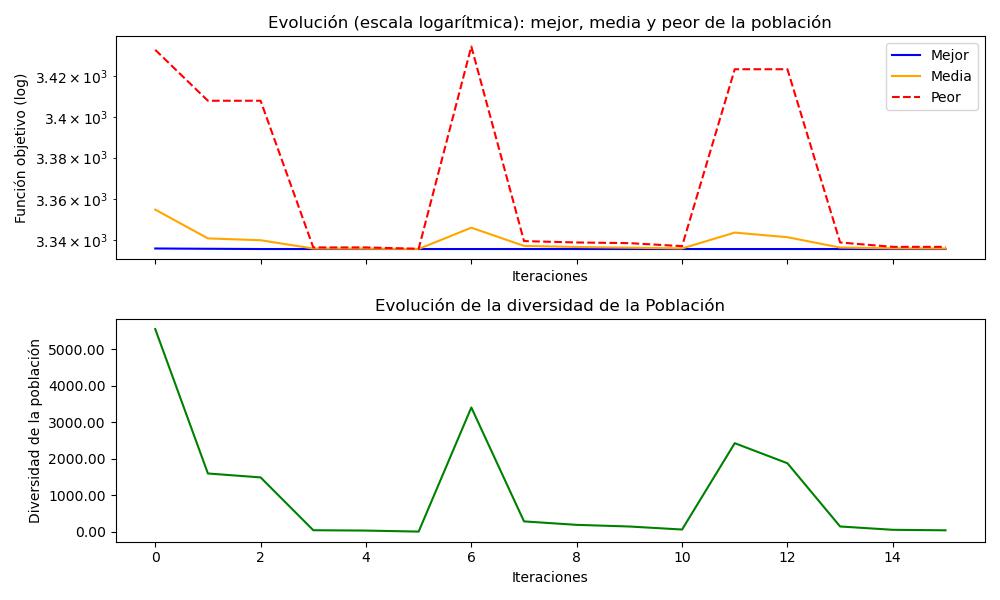 Evolución (escala logarítmica): mejor, media y peor de la población
Función objetivo (log)
3.42 × 10³
3.4 × 10³
3.38 × 10³
3.36 × 10³
3.34 × 10³
Mejor
Media
Peor
Iteraciones
Evolución de la diversidad de la Población
Diversidad de la población
5000.00
4000.00
3000.00
2000.00
1000.00
0.00
0 2 4 6 8 10 12 14
Iteraciones